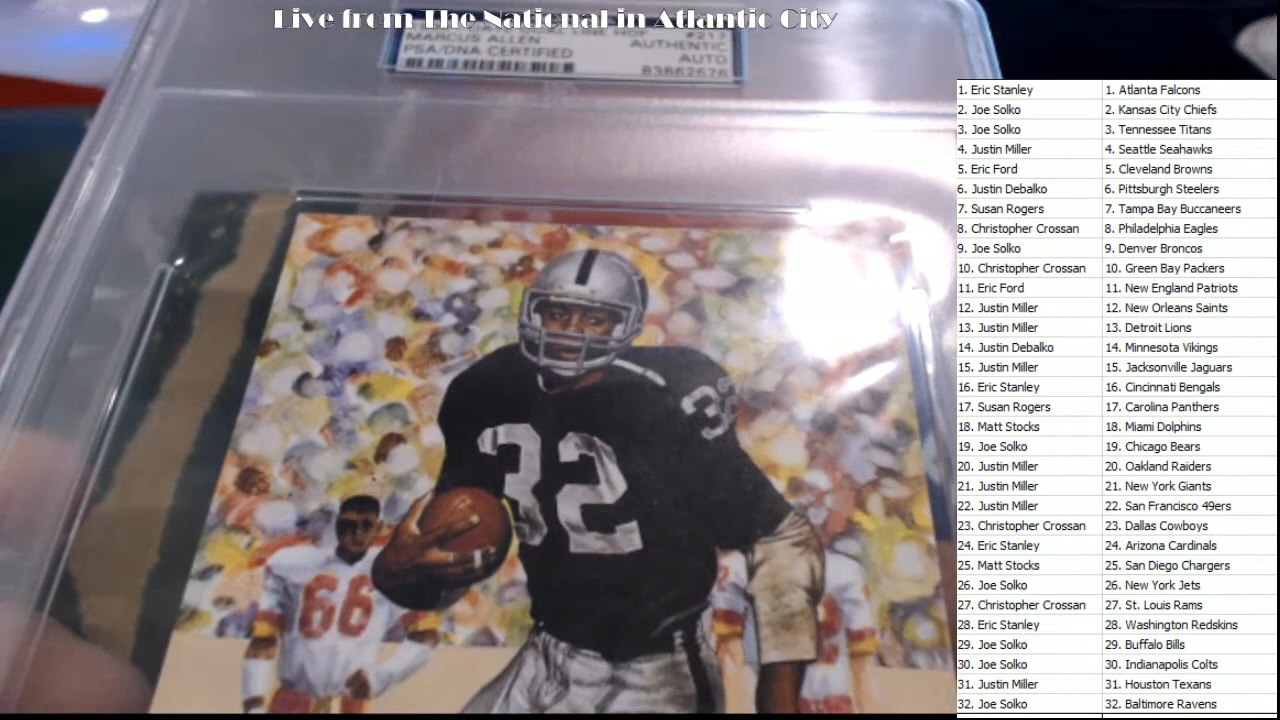 Live from The National in Atlantic City
LINE HOF #217
MARCUS ALLEN AUTHENTIC
PSA/DNA CERTIFIED AUTO
83862676
32
32
66
1. Eric Stanley 1. Atlanta Falcons
2. Joe Solko 2. Kansas City Chiefs
3. Joe Solko 3. Tennessee Titans
4. Justin Miller 4. Seattle Seahawks
5. Eric Ford 5. Cleveland Browns
6. Justin Debalko 6. Pittsburgh Steelers
7. Susan Rogers 7. Tampa Bay Buccaneers
8. Christopher Crossan 8. Philadelphia Eagles
9. Joe Solko 9. Denver Broncos
10. Christopher Crossan 10. Green Bay Packers
11. Eric Ford 11. New England Patriots
12. Justin Miller 12. New Orleans Saints
13. Justin Miller 13. Detroit Lions
14. Justin Debalko 14. Minnesota Vikings
15. Justin Miller 15. Jacksonville Jaguars
16. Eric Stanley 16. Cincinnati Bengals
17. Susan Rogers 17. Carolina Panthers
18. Matt Stocks 18. Miami Dolphins
19. Joe Solko 19. Chicago Bears
20. Justin Miller 20. Oakland Raiders
21. Justin Miller 21. New York Giants
22. Justin Miller 22. San Francisco 49ers
23. Christopher Crossan 23. Dallas Cowboys
24. Eric Stanley 24. Arizona Cardinals
25. Matt Stocks 25. San Diego Chargers
26. Joe Solko 26. New York Jets
27. Christopher Crossan 27. St. Louis Rams
28. Eric Stanley 28. Washington Redskins
29. Joe Solko 29. Buffalo Bills
30. Joe Solko 30. Indianapolis Colts
31. Justin Miller 31. Houston Texans
32. Joe Solko 32. Baltimore Ravens